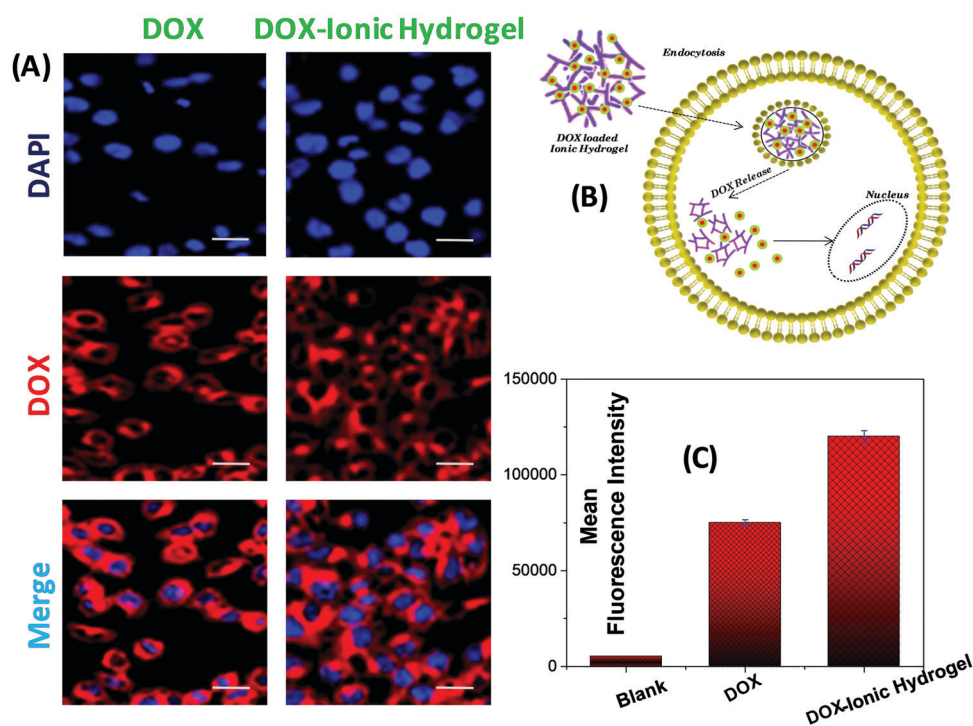 DOX
DOX-Ionic Hydrogel
(A)
DAPI
DOX
Merge
Endocytosis
DOX loaded
Ionic Hydrogel
DOX Release
(B)
Nucleus
150000
100000
50000
0
Mean
Fluorescence Intensity
(C)
Blank
DOX
DOX-Ionic Hydrogel